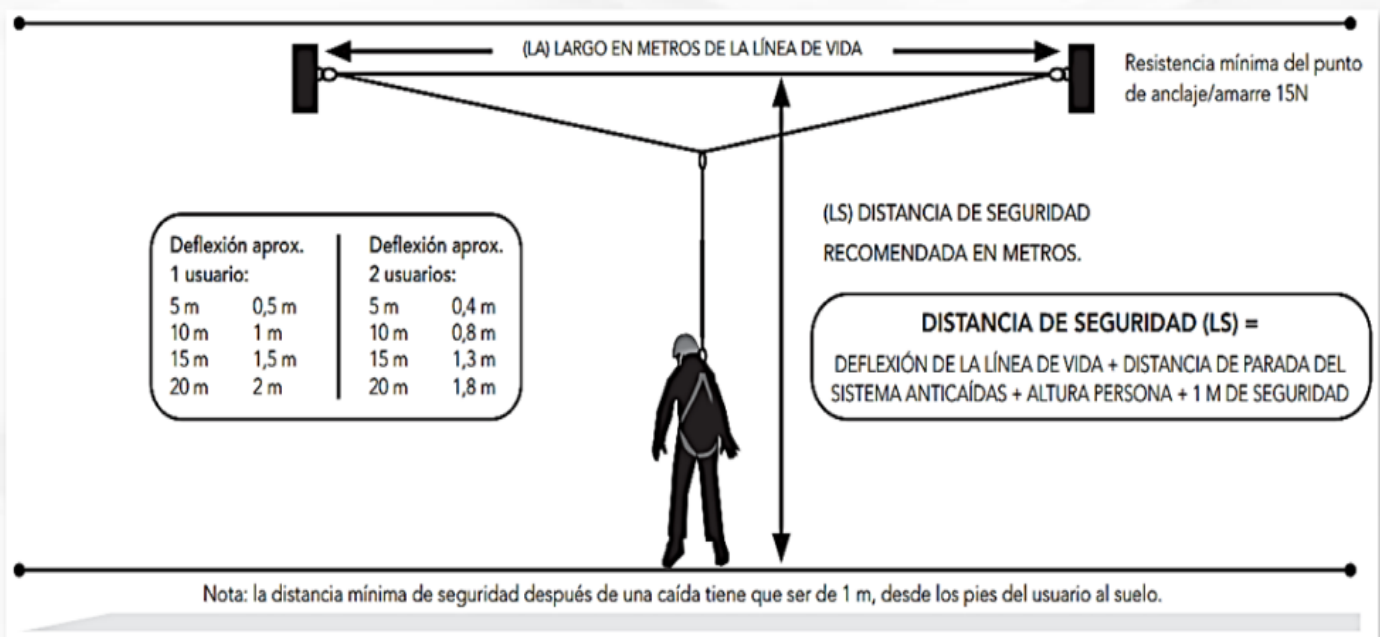 (LA) LARGO EN METROS DE LA LÍNEA DE VIDA
Resistencia mínima del punto
de anclaje/amarre 15N
(LS) DISTANCIA DE SEGURIDAD
RECOMENDADA EN METROS.
Deflexión aprox.
1 usuario:
5 m 0,5 m
10 m 1 m
15 m 1,5 m
20 m 2 m
Deflexión aprox.
2 usuarios:
5 m 0,4 m
10 m 0,8 m
15 m 1,3 m
20 m 1,8 m
DISTANCIA DE SEGURIDAD (LS) =
DEFLEXIÓN DE LA LÍNEA DE VIDA + DISTANCIA DE PARADA DEL
SISTEMA ANTICAÍDAS + ALTURA PERSONA + 1 M DE SEGURIDAD
Nota: la distancia mínima de seguridad después de una caída tiene que ser de 1 m, desde los pies del usuario al suelo.